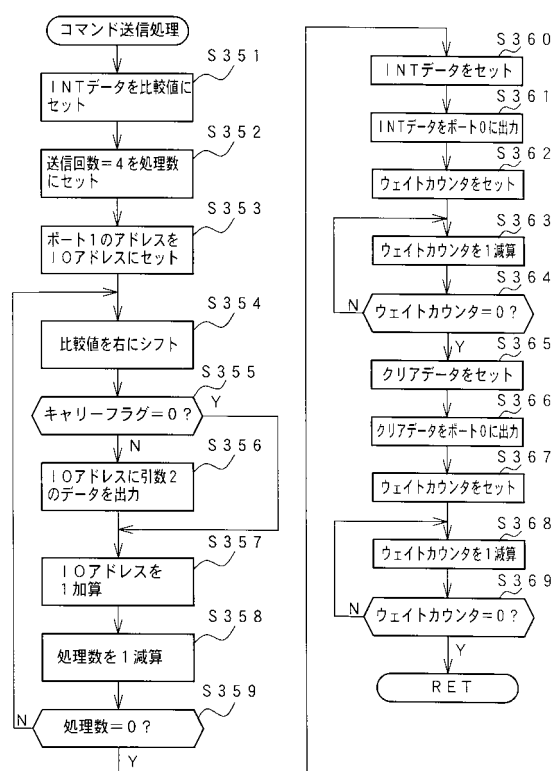 コマンド送信処理
S351
INTデータを比較値に
セット
S352
送信回数=4を処理数
にセット
S353
ポート1のアドレスを
IOアドレスにセット
S354
比較値を右にシフト
S355
キャリーフラグ=0?
Y
N
S356
IOアドレスに引数2
のデータを出力
S357
IOアドレスを
1加算
S358
処理数を1減算
S359
N
処理数=0?
Y
S360
INTデータをセット
S361
INTデータをポート0に出力
S362
ウェイトカウンタをセット
S363
ウェイトカウンタを1減算
S364
N
ウェイトカウンタ=0?
Y
S365
クリアデータをセット
S366
クリアデータをポート0に出力
S367
ウェイトカウンタをセット
S368
ウェイトカウンタを1減算
S369
N
ウェイトカウンタ=0?
Y
RET